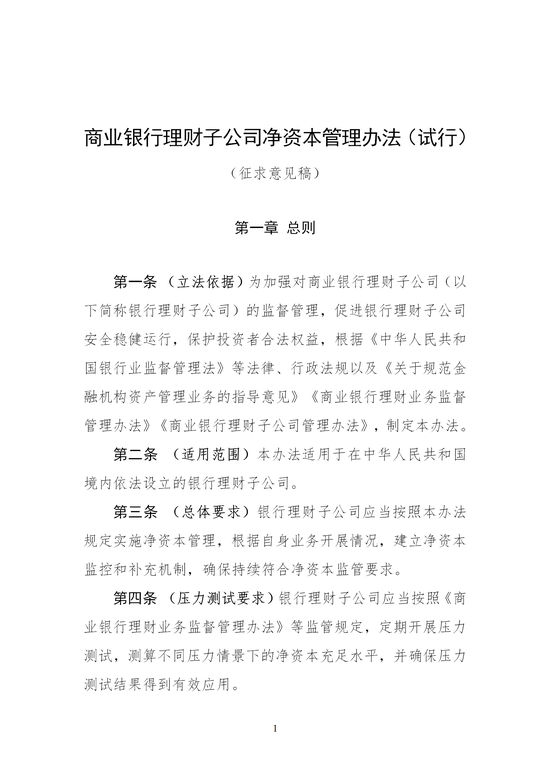 商业银行理财子公司净资本管理办法（试行）
（征求意见稿）
第一章 总则
第一条 （立法依据）为加强对商业银行理财子公司（以
下简称银行理财子公司）的监督管理，促进银行理财子公司
安全稳健运行，保护投资者合法权益，根据《中华人民共和
国银行业监督管理法》等法律、行政法规以及《关于规范金
融机构资产管理业务的指导意见》《商业银行理财业务监督
管理办法》《商业银行理财子公司管理办法》，制定本办法。
第二条 （适用范围）本办法适用于在中华人民共和国
境内依法设立的银行理财子公司。
第三条 （总体要求）银行理财子公司应当按照本办法
规定实施净资本管理，根据自身业务开展情况，建立净资本
监控和补充机制，确保持续符合净资本监管要求。
第四条 （压力测试要求）银行理财子公司应当按照《商
业银行理财业务监督管理办法》等监管规定，定期开展压力
测试，测算不同压力情景下的净资本充足水平，并确保压力
测试结果得到有效应用。
1